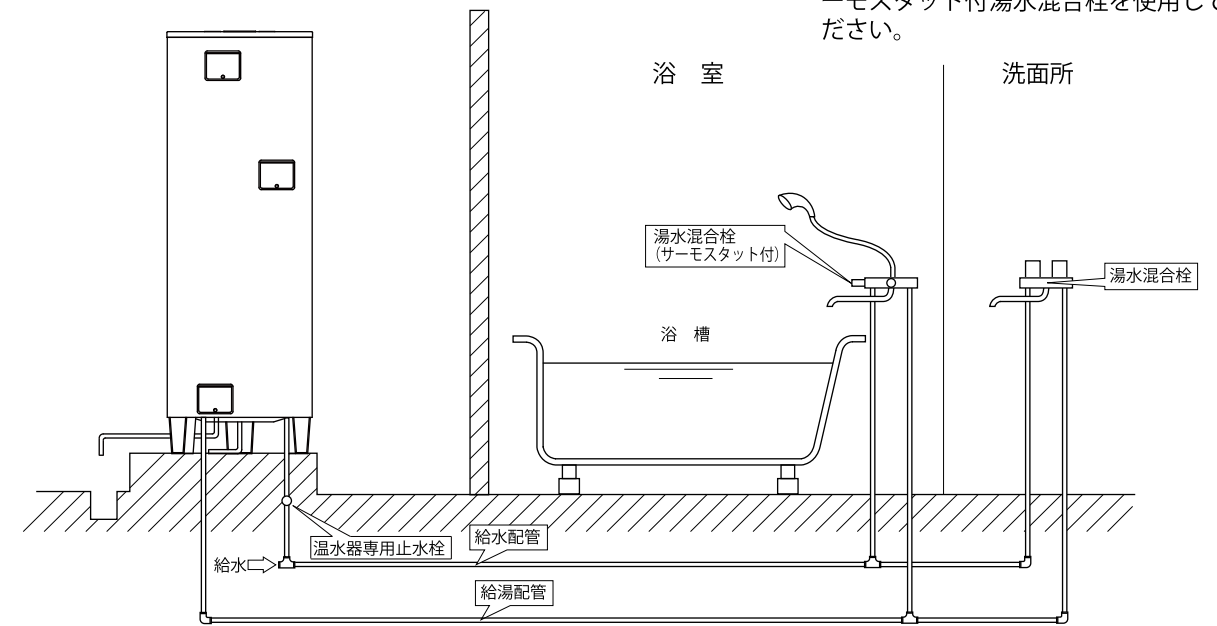 ーモスタット付湯水混合栓を使用して
ださい。
浴　室
洗面所
湯水混合栓
（サーモスタット付）
湯水混合栓
浴　槽
温水器専用止水栓
給水配管
給水
給湯配管